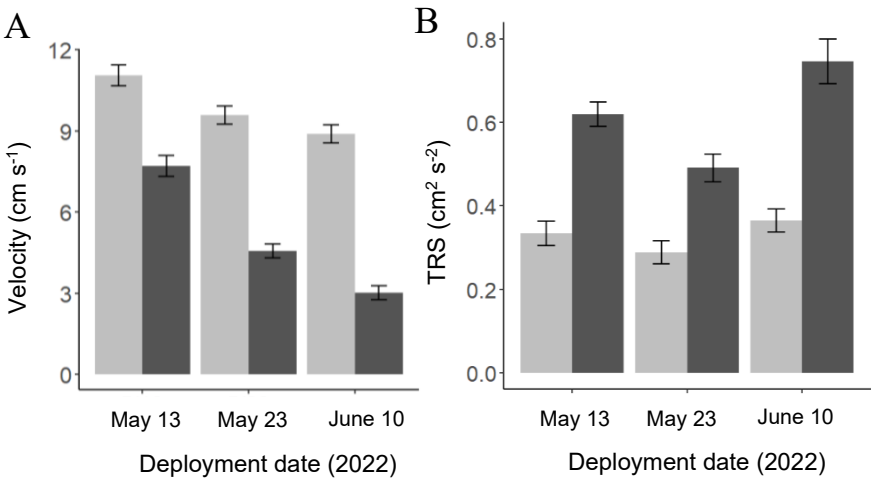 A
B
Velocity (cm s-1)
12
9
6
3
0
May 13
May 23
June 10
Deployment date (2022)
TRS (cm2 s-2)
0.8
0.6
0.4
0.2
0.0
May 13
May 23
June 10
Deployment date (2022)